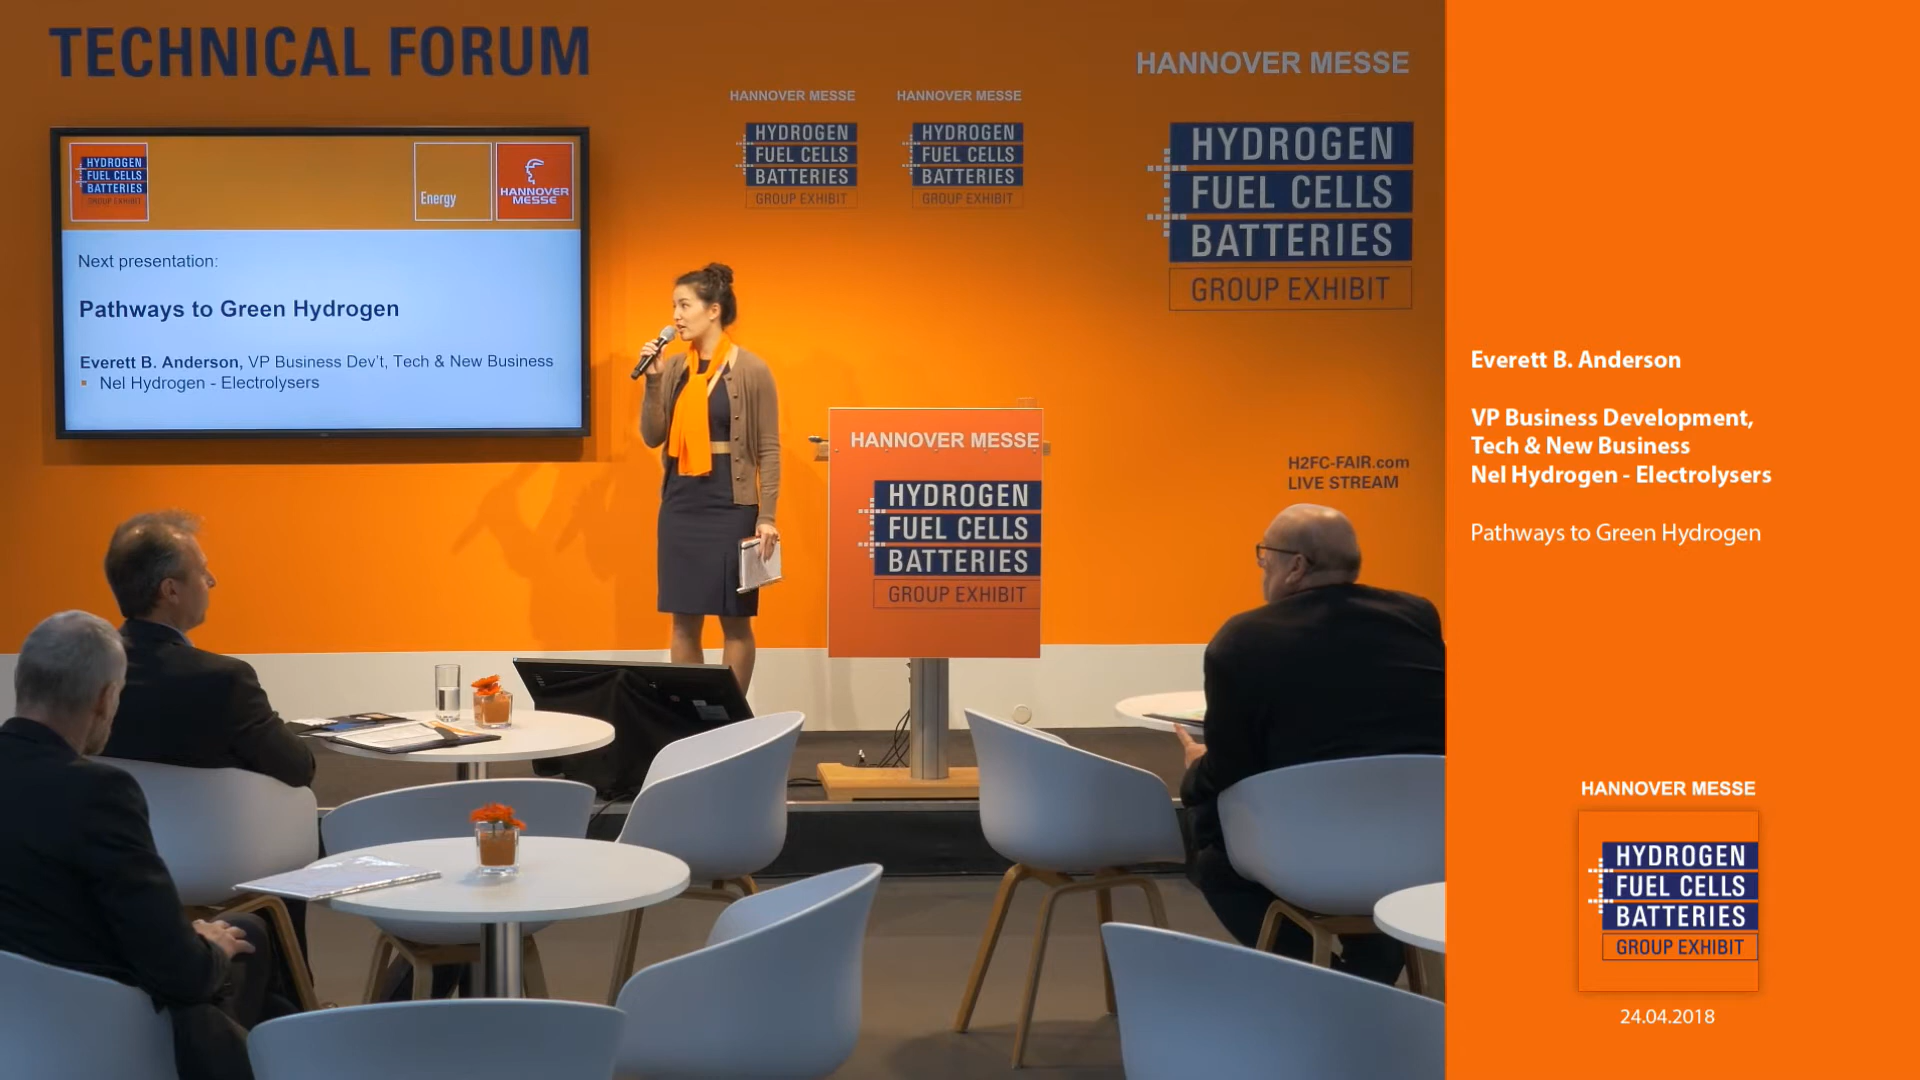 TECHNICAL FORUM
HYDROGEN
FUEL CELLS
BATTERIES
GROUP EXHIBIT
Energy
HANNOVER
MESSE
Next presentation:
Pathways to Green Hydrogen
Everett B. Anderson, VP Business Dev't, Tech & New Business
Nel Hydrogen - Electrolysers
HANNOVER MESSE
HYDROGEN
FUEL CELLS
BATTERIES
GROUP EXHIBIT
HANNOVER MESSE
HYDROGEN
FUEL CELLS
BATTERIES
GROUP EXHIBIT
HANNOVER MESSE
HYDROGEN
FUEL CELLS
BATTERIES
GROUP EXHIBIT
HANNOVER MESSE
HYDROGEN
FUEL CELLS
BATTERIES
GROUP EXHIBIT
H2FC-FAIR.com
LIVE STREAM
Everett B. Anderson
VP Business Development,
Tech & New Business
Nel Hydrogen - Electrolysers
Pathways to Green Hydrogen
HANNOVER MESSE
HYDROGEN
FUEL CELLS
BATTERIES
GROUP EXHIBIT
24.04.2018